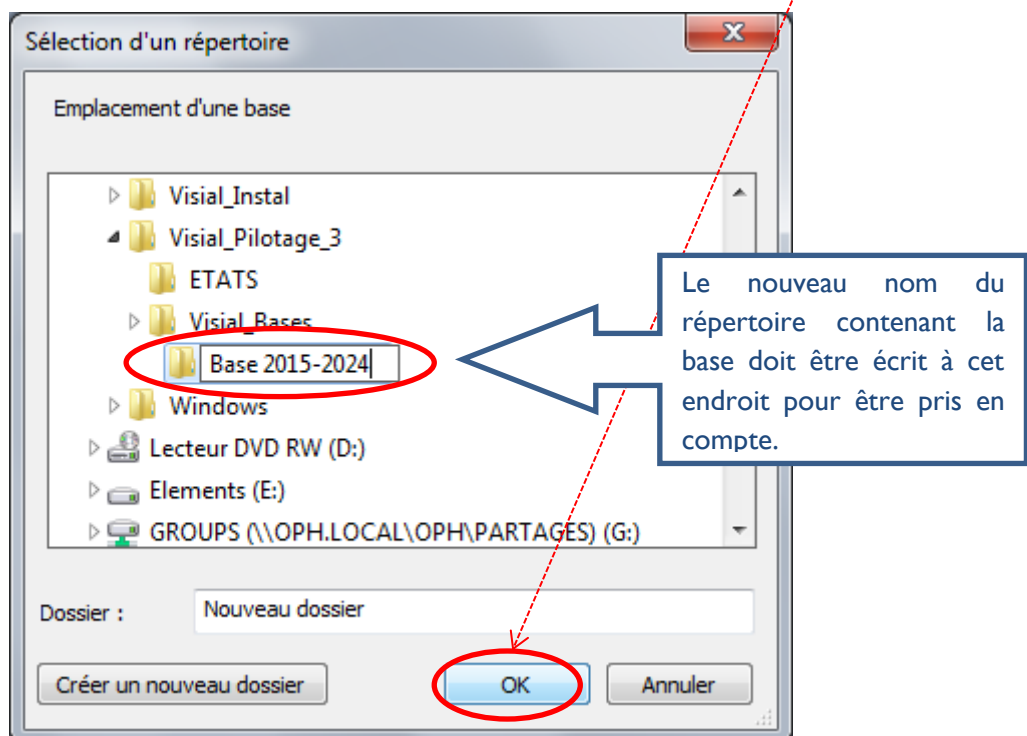 Sélection d'un répertoire
Emplacement d'une base
Visial_Instal
Visial_Pilotage_3
ETATS
Visial_Bases
Base 2015-2024
Windows
Lecteur DVD RW (D:)
Elements (E:)
GROUPS (\\OPH.LOCAL\OPH\PARTAGES) (G:)
Le nouveau nom du
répertoire contenant la
base doit être écrit à cet
endroit pour être pris en
compte.
Dossier :
Nouveau dossier
Créer un nouveau dossier
OK
Annuler